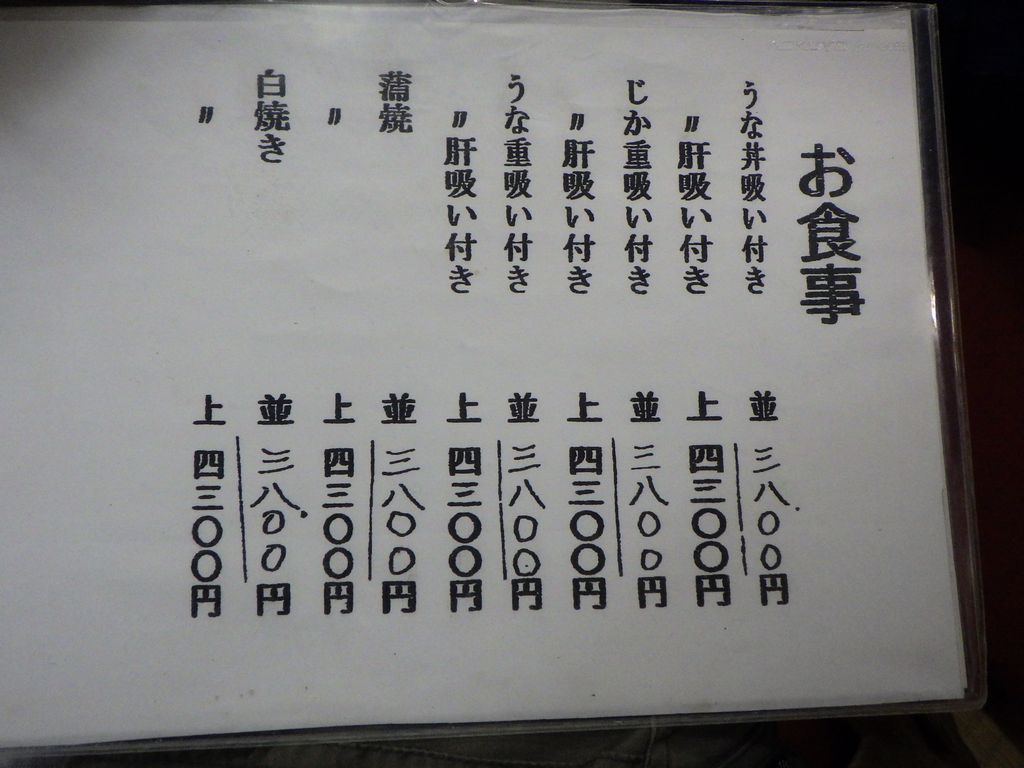 お食事
うな丼吸い付き 並 三八〇〇円
〃肝吸い付き 上 四三〇〇円
じか重吸い付き 並 三八〇〇円
〃肝吸い付き 上 四三〇〇円
うな重吸い付き 並 三八〇〇円
〃肝吸い付き 上 四三〇〇円
蒲焼 並 三八〇〇円
〃 上 四三〇〇円
白焼き 並 三八〇〇円
〃 上 四三〇〇円